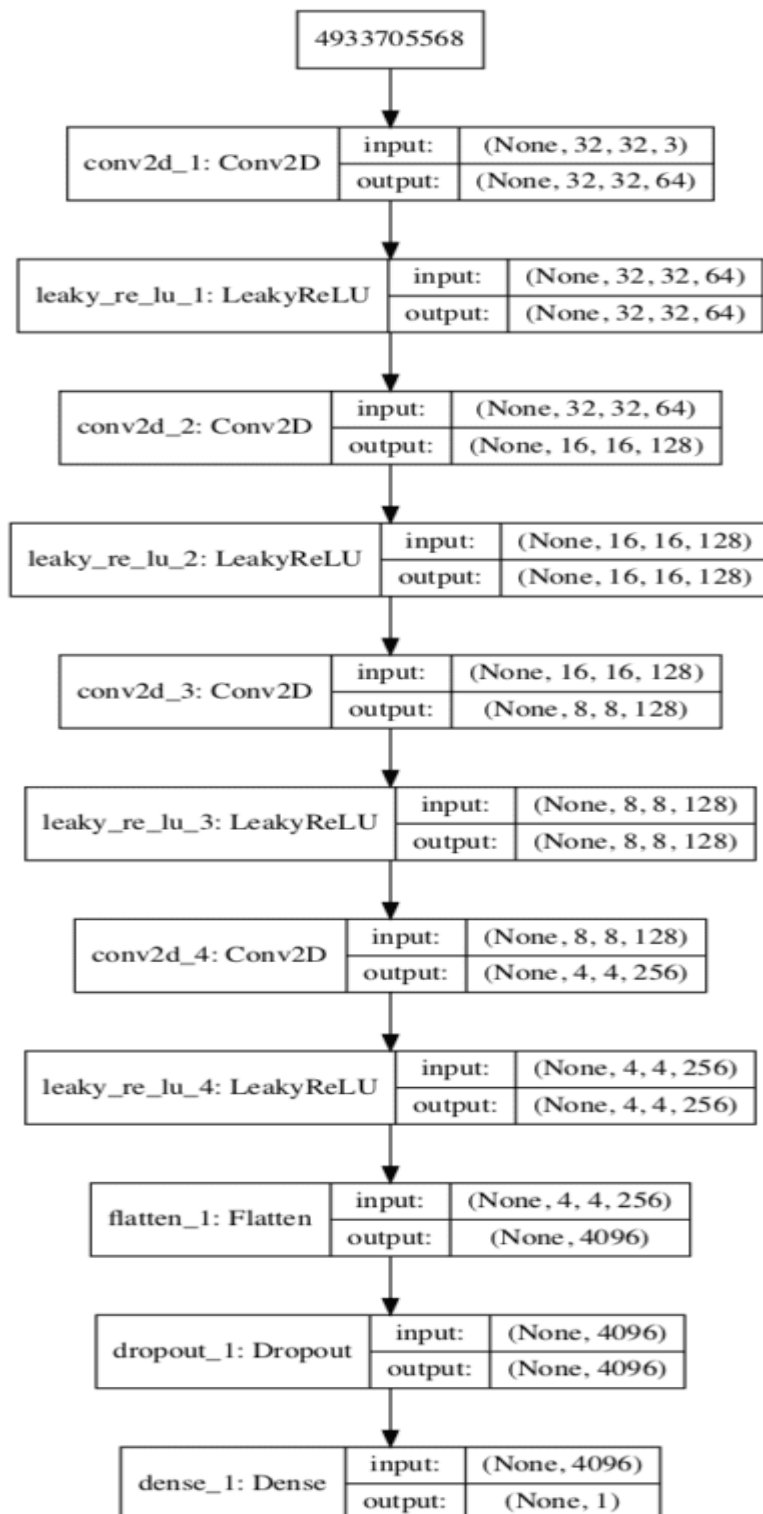 4933705568
conv2d_1: Conv2D
input:
(None, 32, 32, 3)
output:
(None, 32, 32, 64)
leaky_re_lu_1: LeakyReLU
input:
(None, 32, 32, 64)
output:
(None, 32, 32, 64)
conv2d_2: Conv2D
input:
(None, 32, 32, 64)
output:
(None, 16, 16, 128)
leaky_re_lu_2: LeakyReLU
input:
(None, 16, 16, 128)
output:
(None, 16, 16, 128)
conv2d_3: Conv2D
input:
(None, 16, 16, 128)
output:
(None, 8, 8, 128)
leaky_re_lu_3: LeakyReLU
input:
(None, 8, 8, 128)
output:
(None, 8, 8, 128)
conv2d_4: Conv2D
input:
(None, 8, 8, 128)
output:
(None, 4, 4, 256)
leaky_re_lu_4: LeakyReLU
input:
(None, 4, 4, 256)
output:
(None, 4, 4, 256)
flatten_1: Flatten
input:
(None, 4, 4, 256)
output:
(None, 4096)
dropout_1: Dropout
input:
(None, 4096)
output:
(None, 4096)
dense_1: Dense
input:
(None, 4096)
output:
(None, 1)